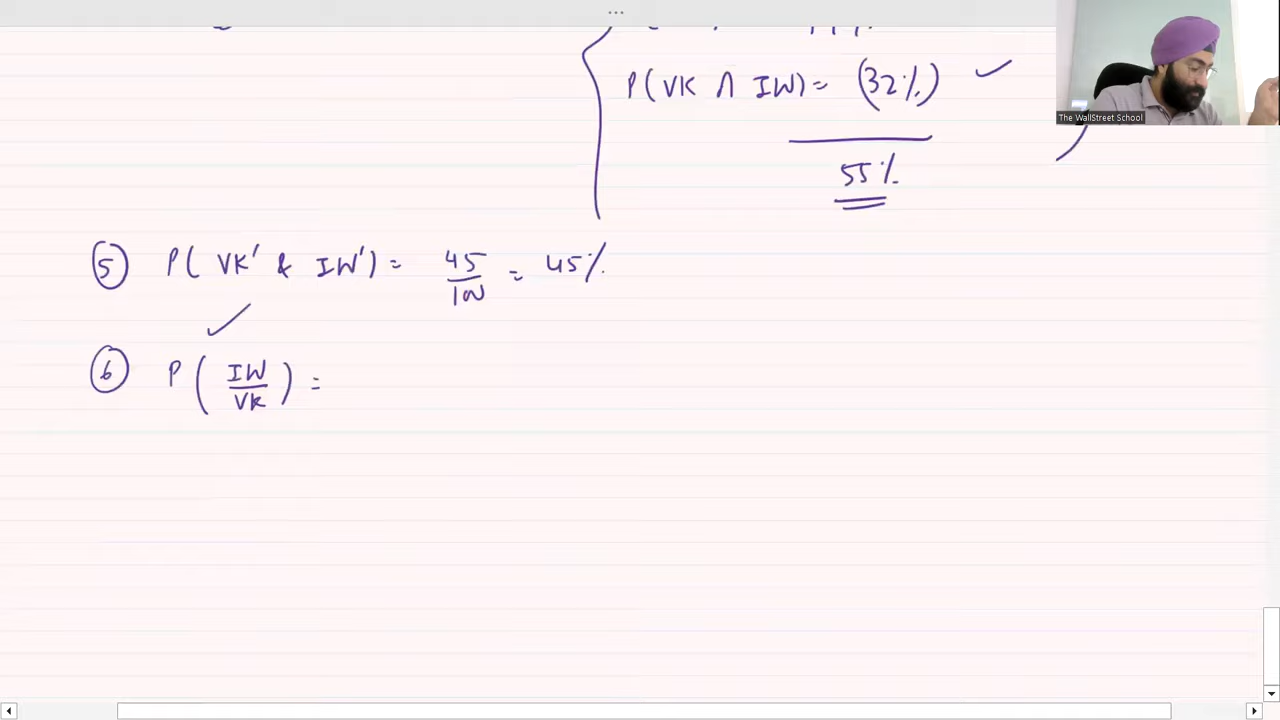 P(VK ∩ IW) = (32%)
The WallStreet School
55%
5 P(VK' & IW') = 45/100 = 45%
6 P(IW/VK) =